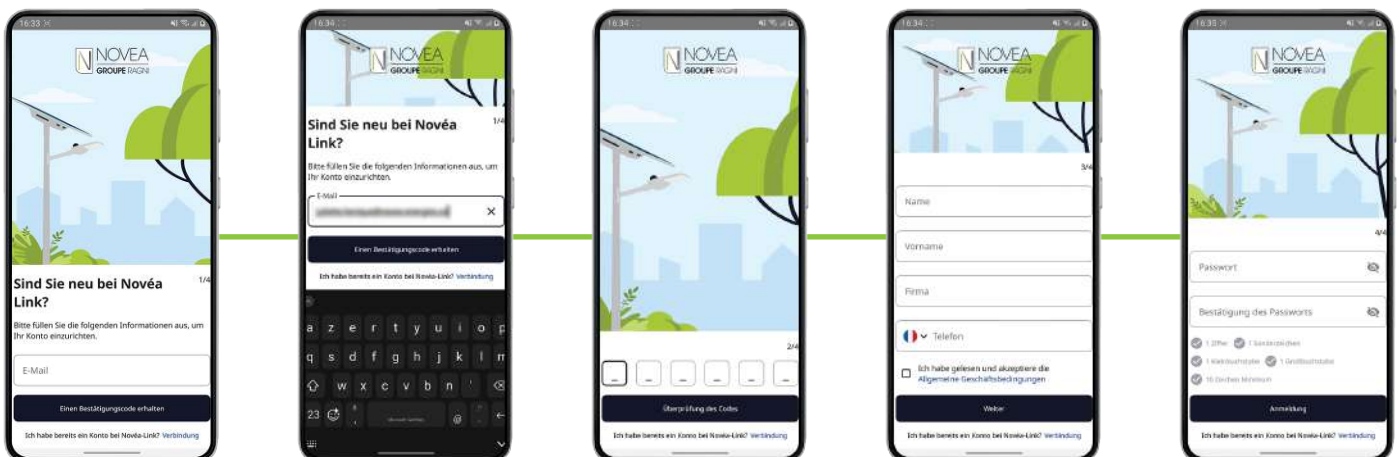 16:33
NOVEA
GROUPE RAGNI
Sind Sie neu bei Novéa
Link?
1/4
Bitte füllen Sie die folgenden Informationen aus, um
Ihr Konto einzurichten.
E-Mail
Einen Bestätigungscode erhalten
Ich habe bereits ein Konto bei Novéa-Link? Verbindung
16:34
NOVEA
GROUPE RAGNI
Sind Sie neu bei Novéa
Link?
1/4
Bitte füllen Sie die folgenden Informationen aus, um
Ihr Konto einzurichten.
E-Mail
Einen Bestätigungscode erhalten
Ich habe bereits ein Konto bei Novéa-Link? Verbindung
a z e r t y u i o p
q s d f g h j k l m
w x c v b n '
23 @
16:34
NOVEA
GROUPE RAGNI
2/4
Überprüfung des Codes
Ich habe bereits ein Konto bei Novéa-Link? Verbindung
16:34
NOVEA
GROUPE RAGNI
3/4
Name
Vorname
Firma
Telefon
Ich habe gelesen und akzeptiere die
Allgemeine Geschäftsbedingungen
Weiter
Ich habe bereits ein Konto bei Novéa-Link? Verbindung
16:35
NOVEA
GROUPE RAGNI
4/4
Passwort
Bestätigung des Passworts
1 Ziffer 1 Sonderzeichen
1 Kleinbuchstabe 1 Großbuchstabe
Zeichen Minimum
Anmeldung
Ich habe bereits ein Konto bei Novéa-Link? Verbindung